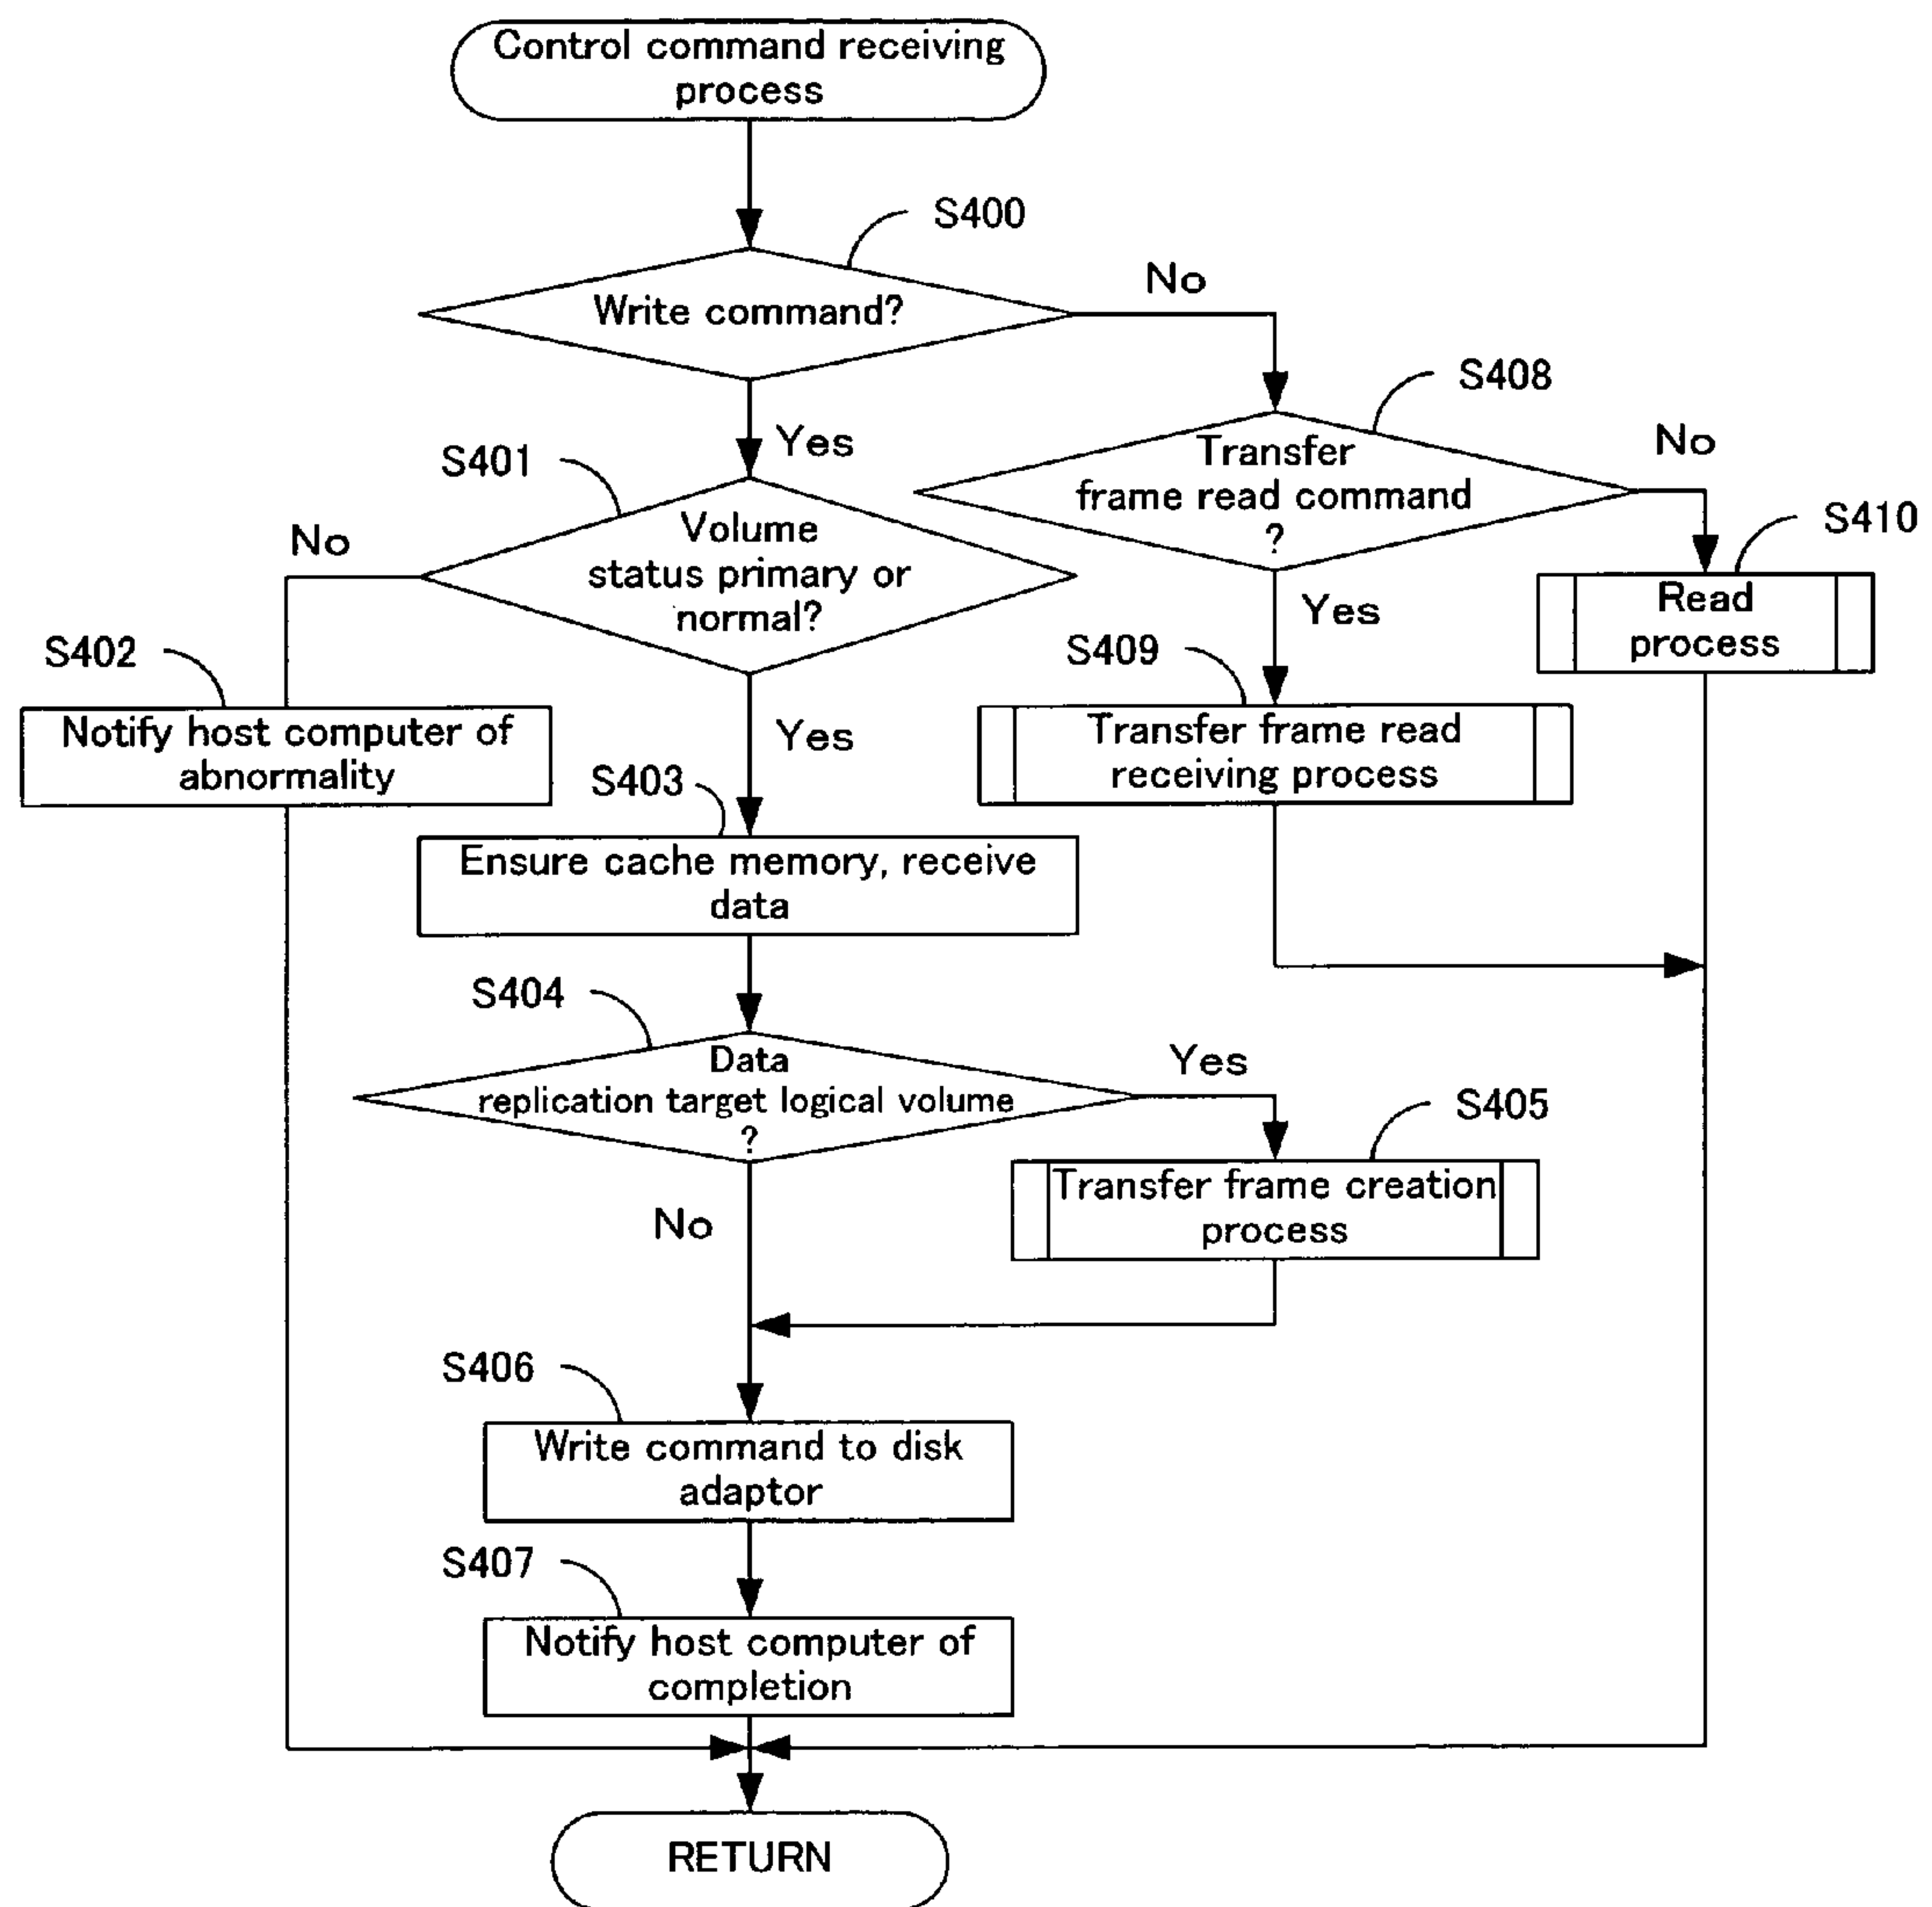 Control command receiving
process
S400
No
Write command?
S408
Yes
S401
Transfer
frame read command
?
No
S410
Volume
status primary or
normal?
No
Read
process
Yes
S409
S402
Notify host computer of
abnormality
Yes
Transfer frame read
receiving process
S403
Ensure cache memory, receive
data
S404
Data
replication target logical volume
?
Yes
S405
Transfer frame creation
process
No
S406
Write command to disk
adaptor
S407
Notify host computer of
completion
RETURN